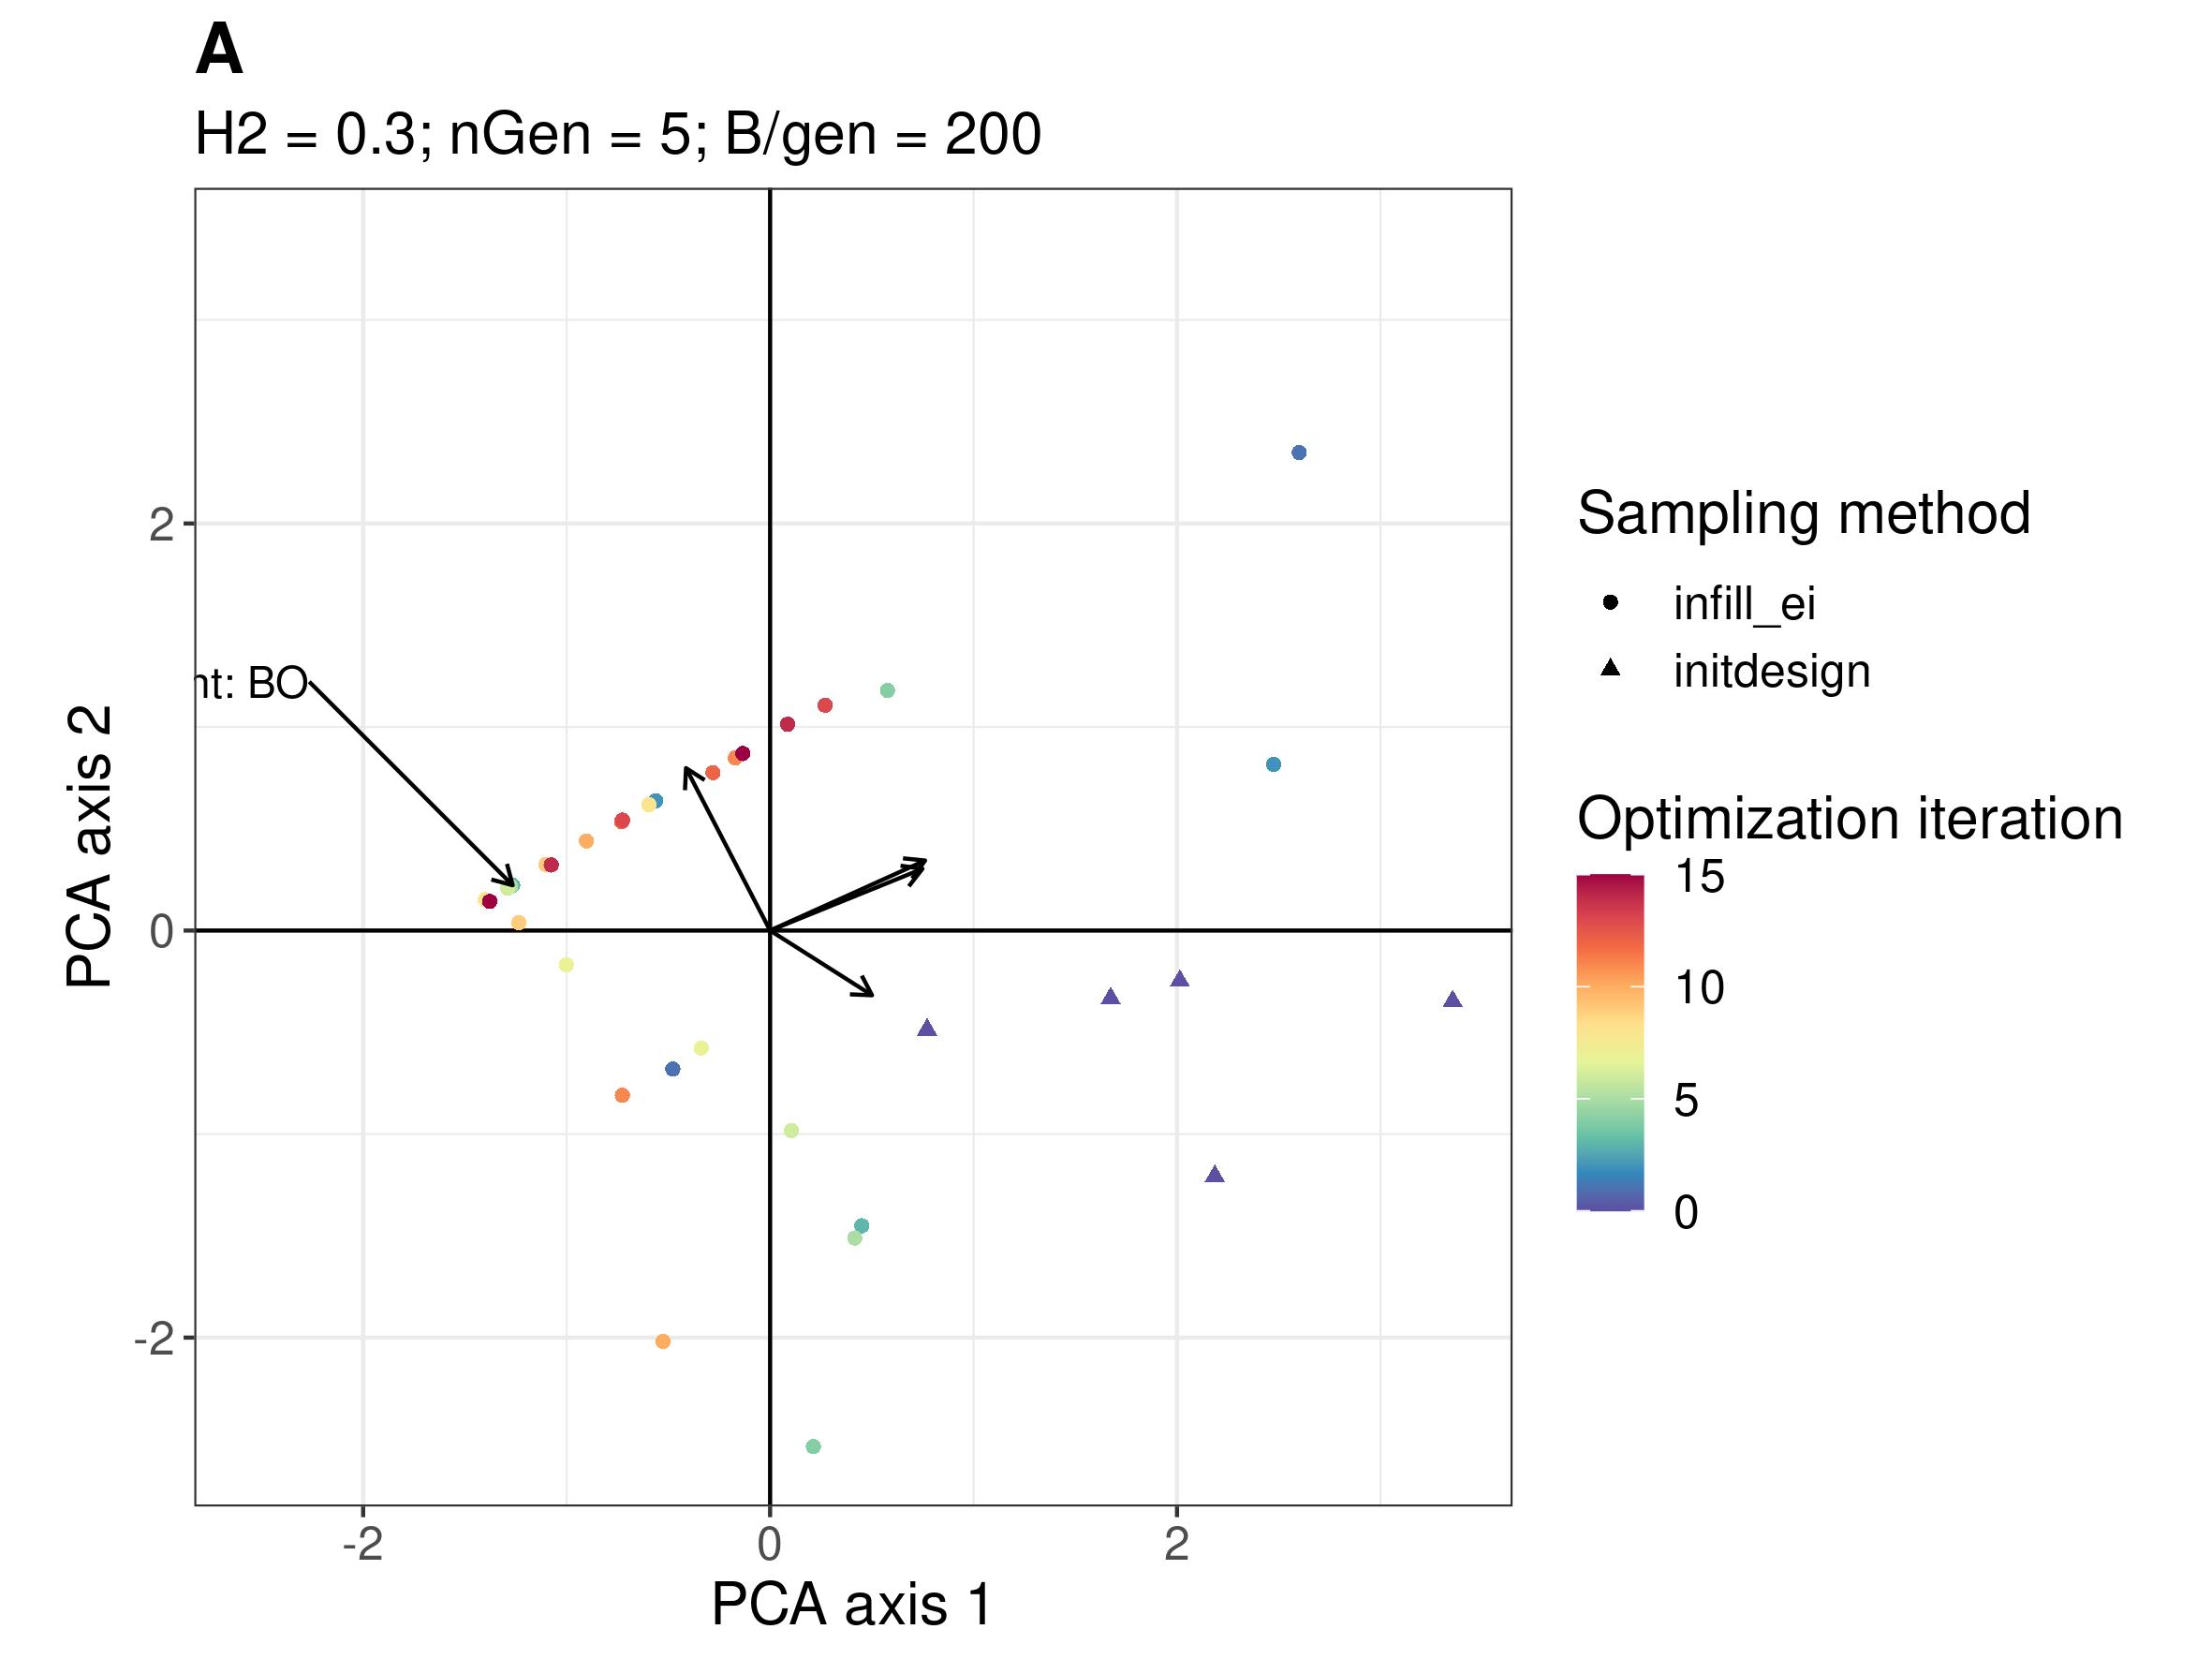 A
H2 = 0.3; nGen = 5; B/gen = 200
PCA axis 2
2
0
-2
nt: BO
-2
0
2
PCA axis 1
Sampling method
infill_ei
initdesign
Optimization iteration
15
10
5
0